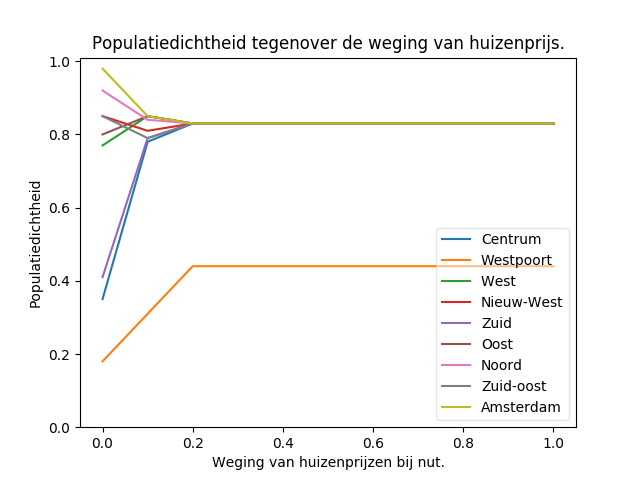 Populatiedichtheid tegenover de weging van huizenprijs.
1.0
0.8
0.6
0.4
0.2
0.0
Populatiedichtheid
Centrum
Westpoort
West
Nieuw-West
Zuid
Oost
Noord
Zuid-oost
Amsterdam
0.0 0.2 0.4 0.6 0.8 1.0
Weging van huizenprijzen bij nut.